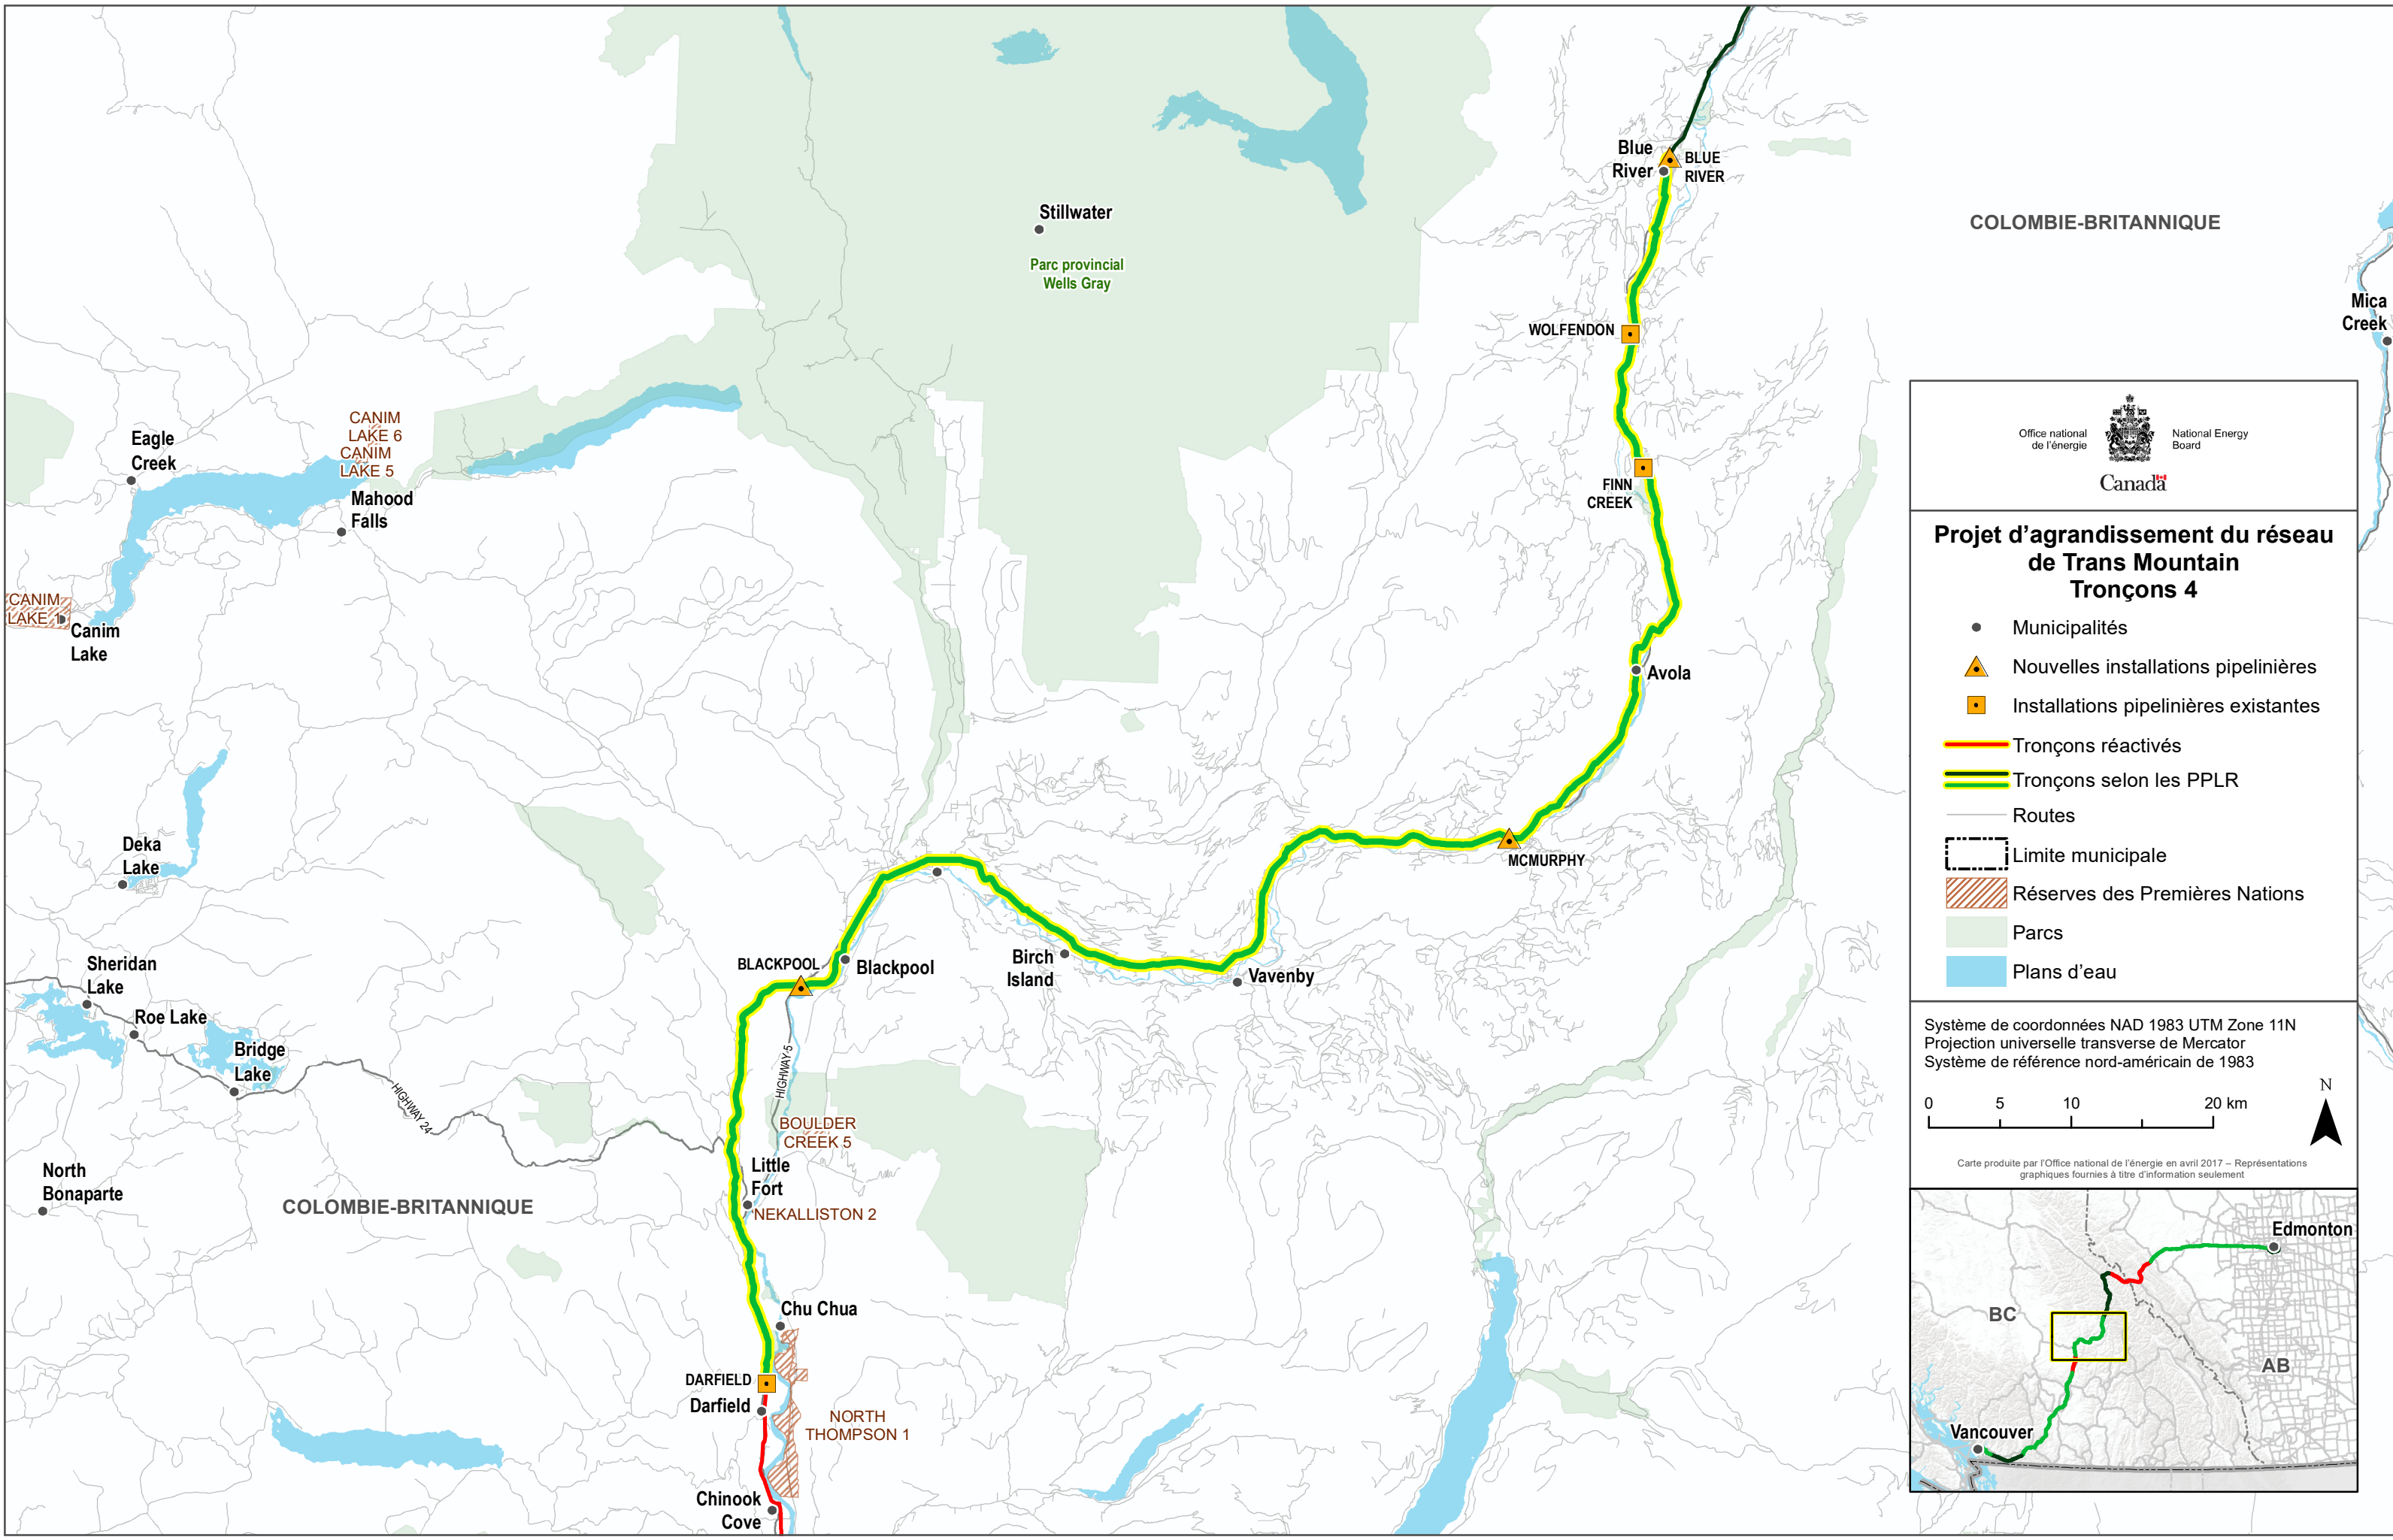 Blue
River
BLUE
RIVER
Stillwater
COLOMBIE-BRITANNIQUE
Parc provincial
Wells Gray
Mica
Creek
WOLFENDON
CANIM
LAKE 6
CANIM
LAKE 5
Eagle
Creek
Mahood
Falls
FINN
CREEK
CANIM
LAKE 1
Canim
Lake
Avola
Deka
Lake
MCMURPHY
BLACKPOOL
Blackpool
Birch
Island
Vavenby
Sheridan
Lake
Roe Lake
Bridge
Lake
HIGHWAY 5
HIGHWAY 24
BOULDER
CREEK 5
Little
Fort
NEKALLISTON 2
North
Bonaparte
COLOMBIE-BRITANNIQUE
Chu Chua
DARFIELD
Darfield
NORTH
THOMPSON 1
Chinook
Cove
Office national
de l'énergie
National Energy
Board
Canada
Projet d'agrandissement du réseau
de Trans Mountain
Tronçons 4
Municipalités
Nouvelles installations pipelinières
Installations pipelinières existantes
Tronçons réactivés
Tronçons selon les PPLR
Routes
Limite municipale
Réserves des Premières Nations
Parcs
Plans d'eau
Système de coordonnées NAD 1983 UTM Zone 11N
Projection universelle transverse de Mercator
Système de référence nord-américain de 1983
N
0 5 10 20 km
Carte produite par l'Office national de l'énergie en avril 2017 – Représentations
graphiques fournies à titre d'information seulement
Edmonton
BC
AB
Vancouver